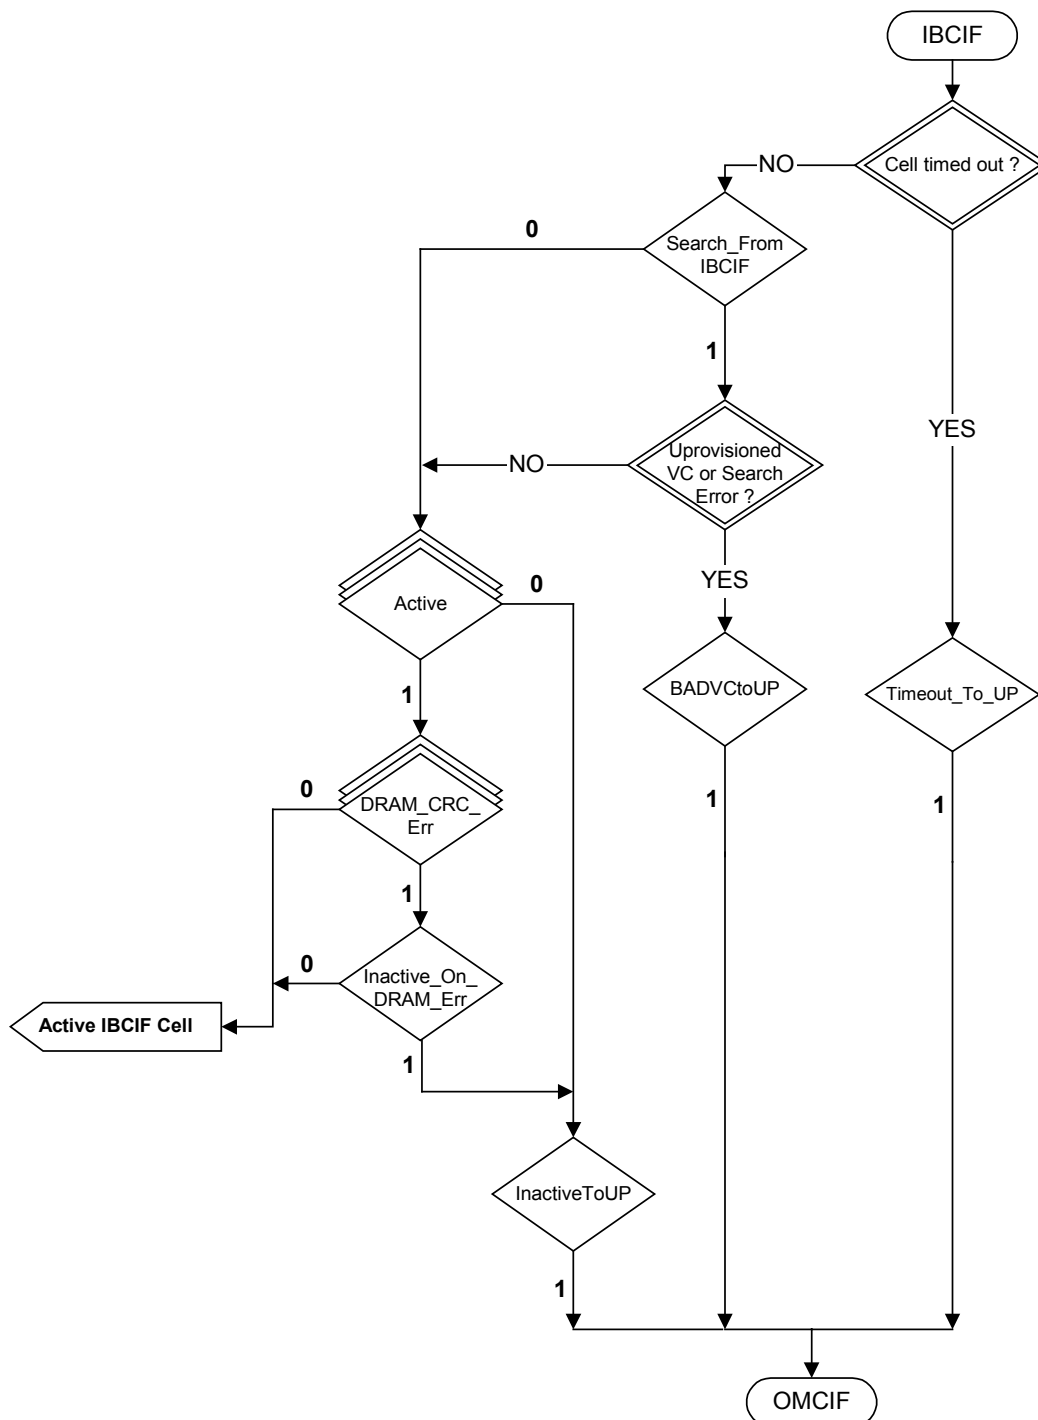 IBCIF
Cell timed out ?
NO
0
Search_From
IBCIF
1
YES
Uprovisioned
VC or Search
Error ?
NO
YES
0
Active
1
BADVCtoUP
Timeout_To_UP
0
DRAM_CRC_
Err
1
1
1
0
Inactive_On_
DRAM_Err
Active IBCIF Cell
1
InactiveToUP
1
OMCIF